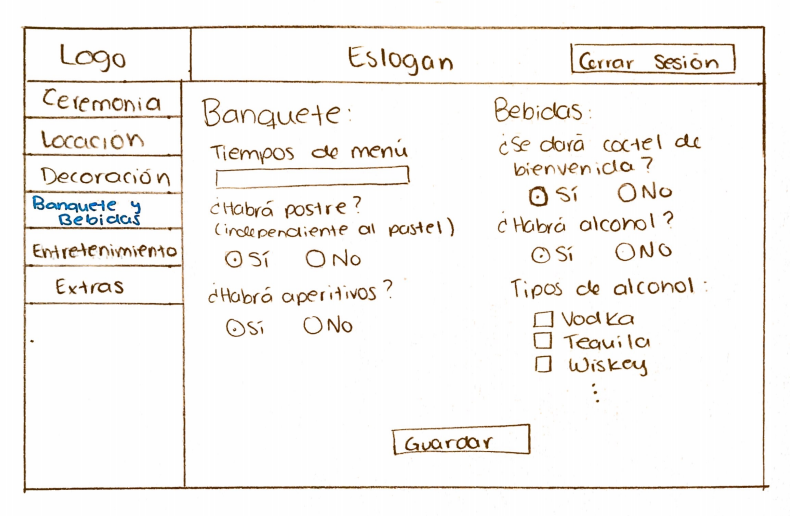 Logo
Eslogan
Cerrar Sesión
Ceremonia
Locación
Decoración
Banquete y
Bebidas
Entretenimiento
Extras
Banquete:
Tiempos de menú
¿Habrá postre?
(independiente al pastel)
Sí No
¿Habrá aperitivos?
Sí No
Bebidas:
¿Se dará coctel de
bienvenida?
Sí No
¿Habrá alcohol?
Sí No
Tipos de alcohol:
Vodka
Tequila
Wiskey
⋮
Guardar